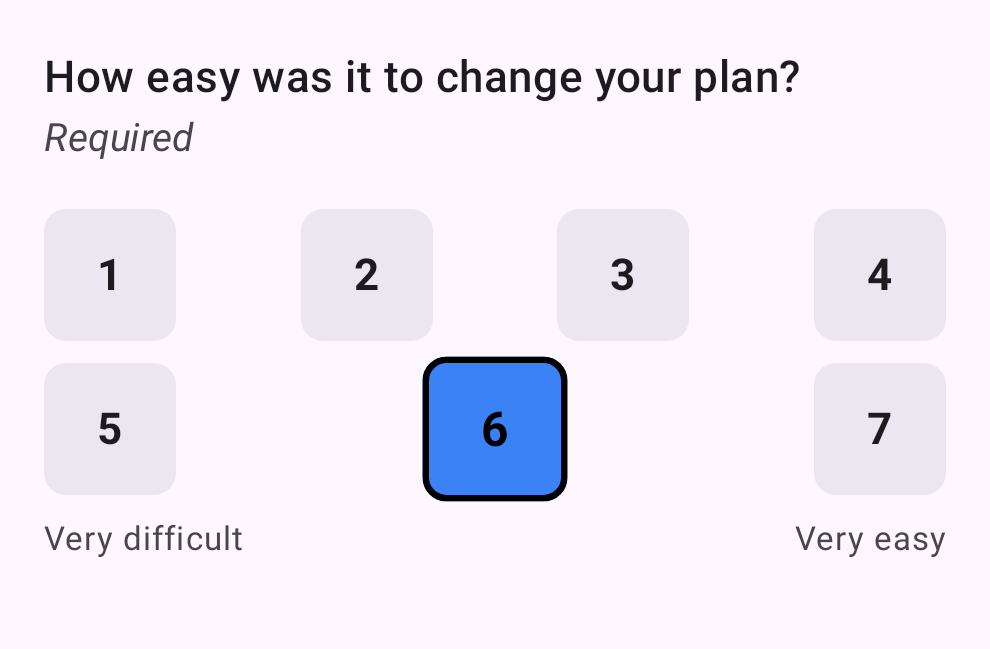 How easy was it to change your plan?
Required
1 2 3 4
5 6 7
Very difficult Very easy